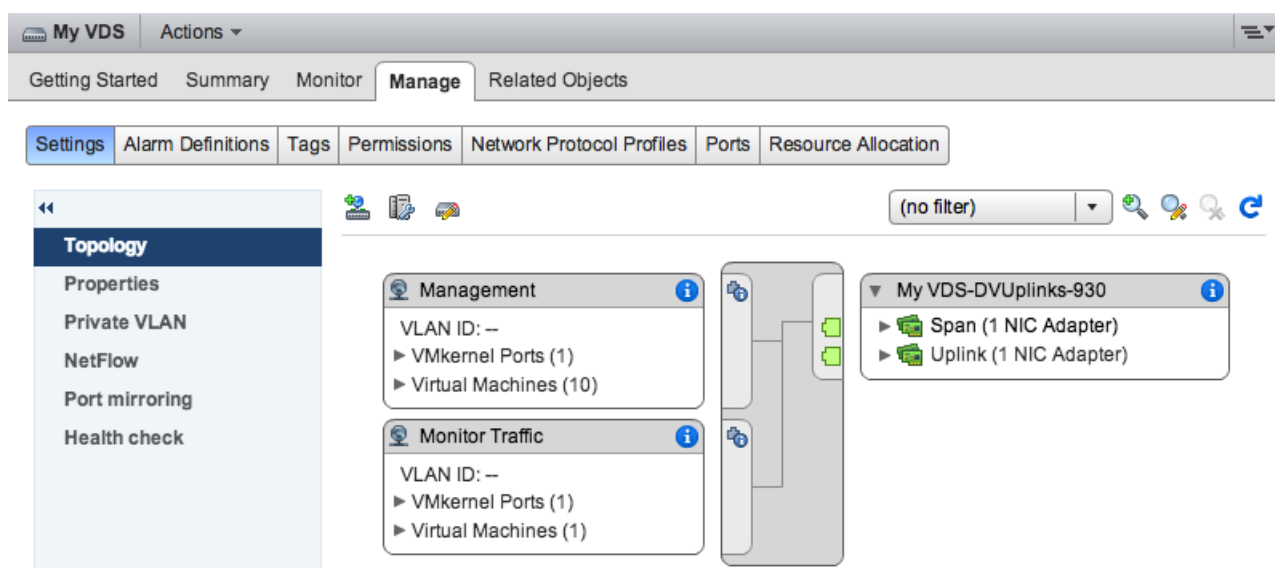 My VDS Actions
Getting Started Summary Monitor Manage Related Objects
Settings Alarm Definitions Tags Permissions Network Protocol Profiles Ports Resource Allocation
(no filter)
Topology
Properties
Private VLAN
NetFlow
Port mirroring
Health check
Management
VLAN ID: --
VMkernel Ports (1)
Virtual Machines (10)
Monitor Traffic
VLAN ID: --
VMkernel Ports (1)
Virtual Machines (1)
My VDS-DVUplinks-930
Span (1 NIC Adapter)
Uplink (1 NIC Adapter)